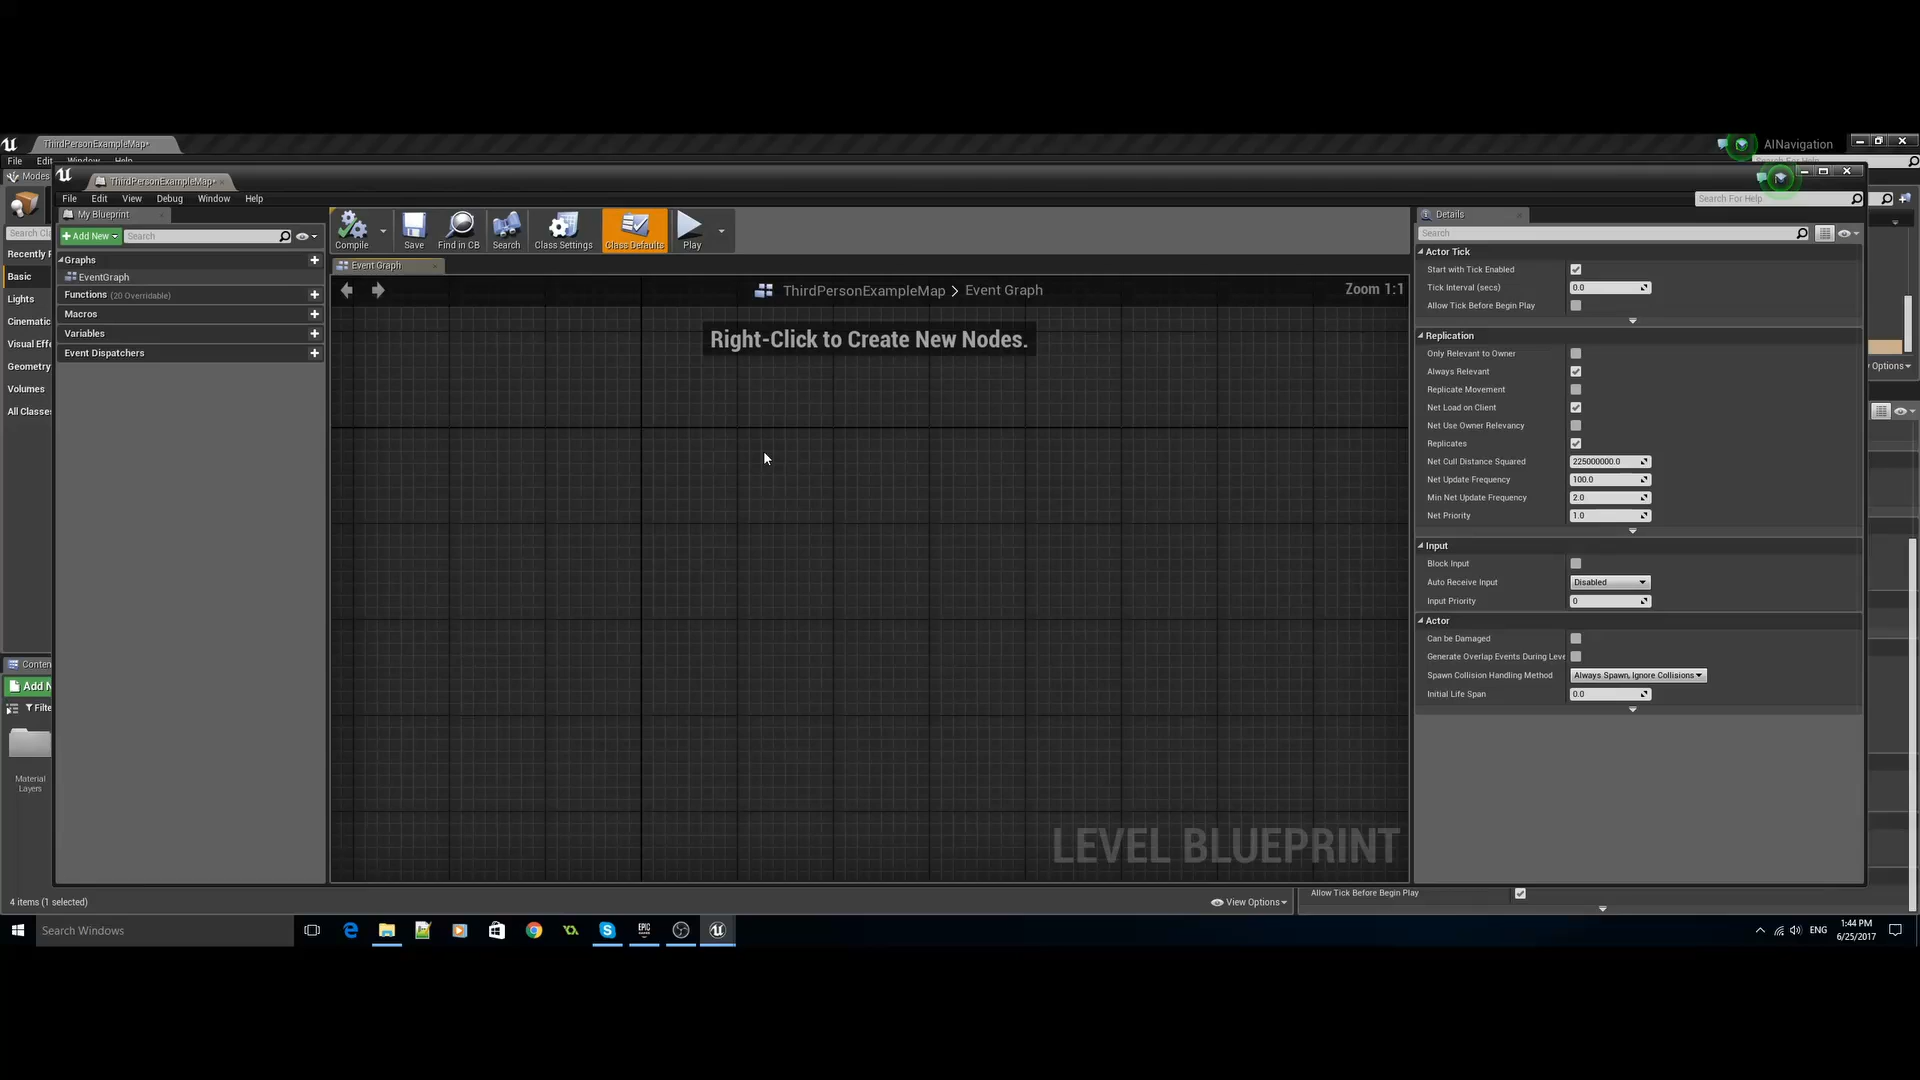 ThirdPersonExampleMap*
AINavigation
File Edit Window Help
Search For Help
Modes
ThirdPersonExampleMap*
File Edit View Debug Window Help
Search For Help
My Blueprint
Add New
Search
Graphs
EventGraph
Functions (20 Overridable)
Macros
Variables
Event Dispatchers
Compile
Save
Find in CB
Search
Class Settings
Class Defaults
Play
Event Graph
ThirdPersonExampleMap > Event Graph
Zoom 1:1
Right-Click to Create New Nodes.
LEVEL BLUEPRINT
Details
Search
Actor Tick
Start with Tick Enabled
Tick Interval (secs) 0.0
Allow Tick Before Begin Play
Replication
Only Relevant to Owner
Always Relevant
Replicate Movement
Net Load on Client
Net Use Owner Relevancy
Replicates
Net Cull Distance Squared 225000000.0
Net Update Frequency 100.0
Min Net Update Frequency 2.0
Net Priority 1.0
Input
Block Input
Auto Receive Input Disabled
Input Priority 0
Actor
Can be Damaged
Generate Overlap Events During Leve
Spawn Collision Handling Method Always Spawn, Ignore Collisions
Initial Life Span 0.0
Search Cl
Recently
Basic
Lights
Cinematic
Visual Effe
Geometry
Volumes
All Classes
Options
Conten
Add N
Filte
Material
Layers
4 items (1 selected)
View Options
Allow Tick Before Begin Play
Search Windows
EPIC
ENG
1:44 PM
6/25/2017